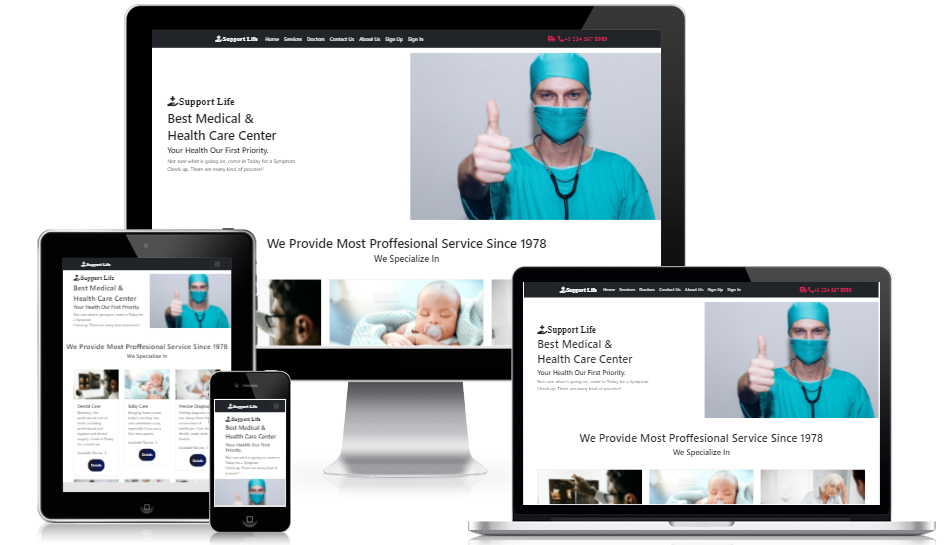 Support Life Home Services Doctors Contact Us About Us Sign Up Sign In +1 234 567 8989
Support Life
Best Medical &
Health Care Center
Your Health Our First Priority.
Not sure what is going on, come in Today for a Symptom
Check up, There are many kind of process!!
We Provide Most Proffesional Service Since 1978
We Specialize In
Support Life
Support Life
Best Medical &
Health Care Center
Your Health Our First Priority.
Not sure what is going on, come in Today for
a Symptom
Check up, There are many kind of process!!
We Provide Most Proffesional Service Since 1978
We Specialize In
Dental Care
Baby Care
Precise Diagnosi
Details
Details
Details
Support Life
Support Life
Best Medical &
Health Care Center
Your Health Our First
Priority.
Not sure what is going on, come in
Today for a Symptom
Check up, There are many kind of
process!!
Support Life Home Services Doctors Contact Us About Us Sign Up Sign In +1 234 567 8989
Support Life
Best Medical &
Health Care Center
Your Health Our First Priority.
Not sure what is going on, come in Today for a Symptom
Check up, There are many kind of process!!
We Provide Most Proffesional Service Since 1978
We Specialize In